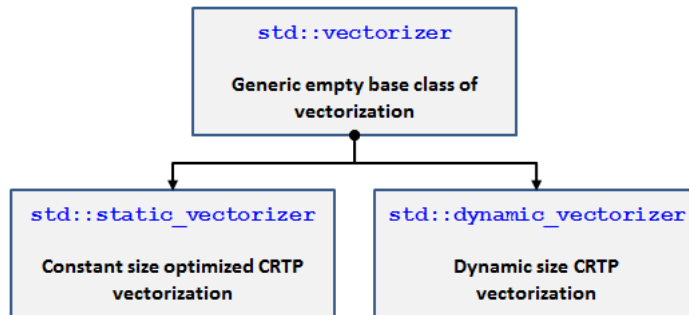 std::vectorizer
Generic empty base class of
vectorization
std::static_vectorizer
Constant size optimized CRTP
vectorization
std::dynamic_vectorizer
Dynamic size CRTP
vectorization